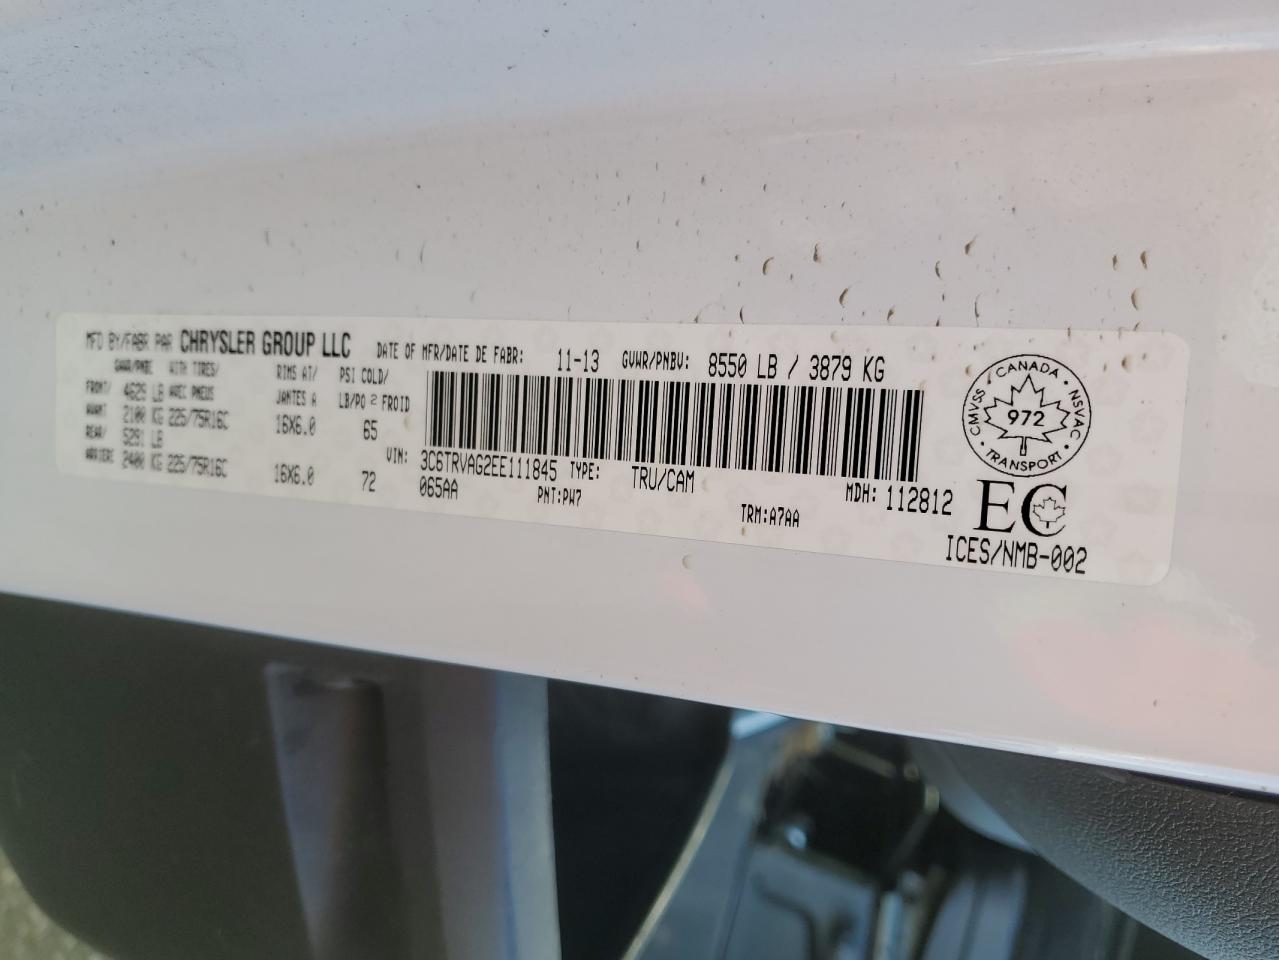 MFD BY/FABR PAR CHRYSLER GROUP LLC DATE OF MFR/DATE DE FABR: 11-13 GVWR/PNBV: 8550 LB / 3879 KG
GAWR/PNBE WITH TIRES/ RIMS AT/ PSI COLD/
FRONT/ 4629 LB AVEC PNEUS JANTES A LB/PO 2 FROID
AVANT 2100 KG 225/75R16C 16X6.0 65
REAR/ 5291 LB
ARRIERE 2400 KG 225/75R16C 16X6.0 72
VIN: 3C6TRVAG2EE111845 TYPE: TRU/CAM MDH: 112812
065AA PNT:PW7 TRM:A7AA
CMVSS • CANADA • NSVAC • TRANSPORT •
972
EC
ICES/NMB-002